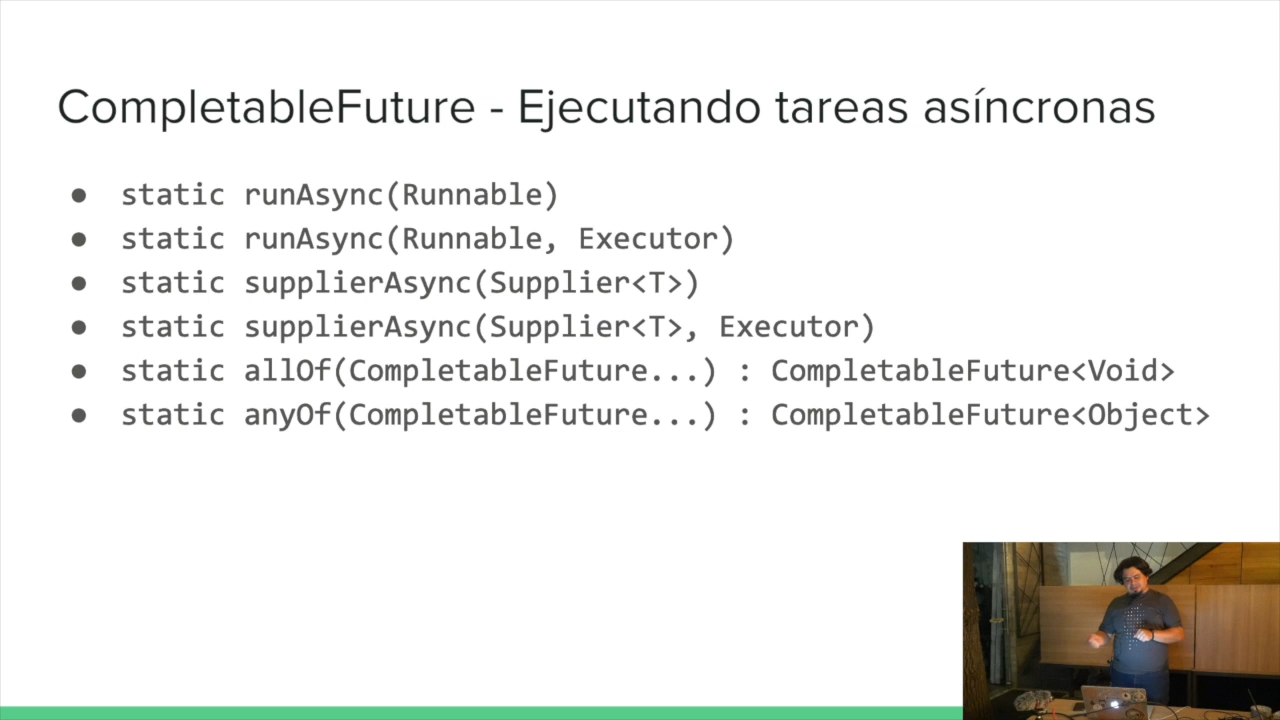 CompletableFuture - Ejecutando tareas asíncronas
● static runAsync(Runnable)
● static runAsync(Runnable, Executor)
● static supplierAsync(Supplier<T>)
● static supplierAsync(Supplier<T>, Executor)
● static allOf(CompletableFuture...) : CompletableFuture<Void>
● static anyOf(CompletableFuture...) : CompletableFuture<Object>